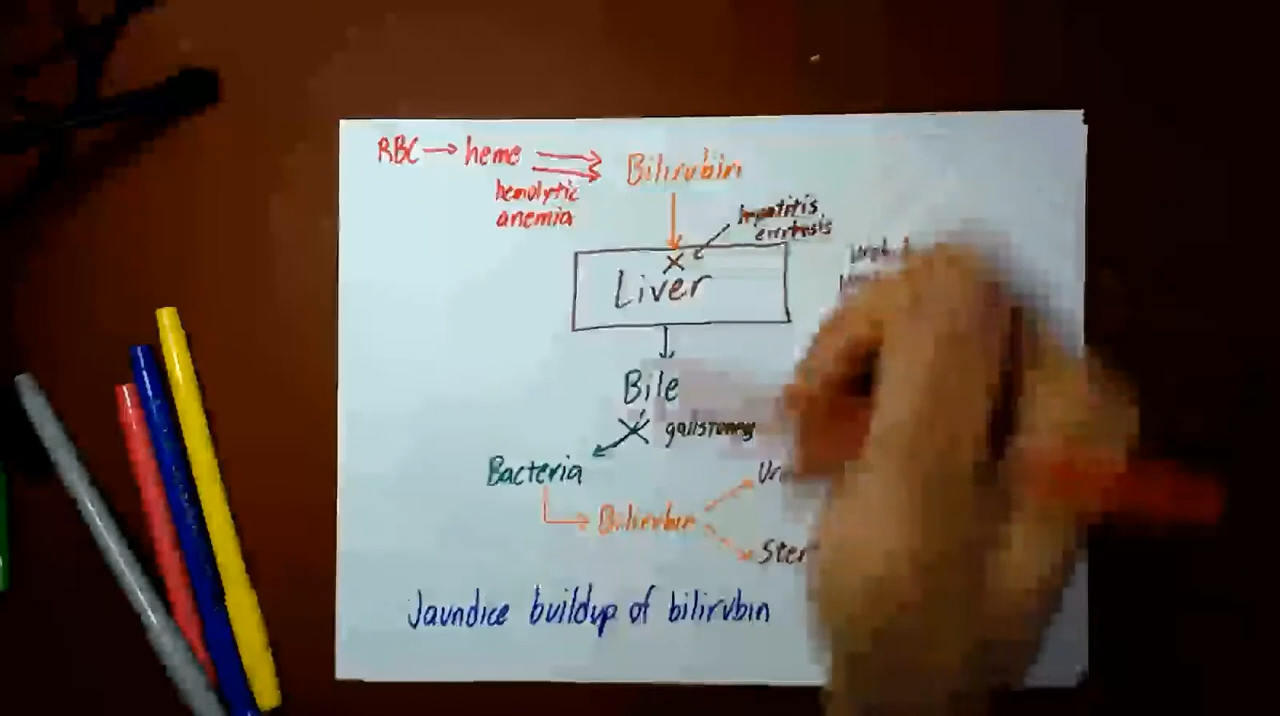 RBC → heme
Bilirubin
hemolytic
anemia
hepatitis
cirrhosis
Liver
Bile
gallstones
Bacteria
Bilirubin
Jaundice buildup of bilirubin